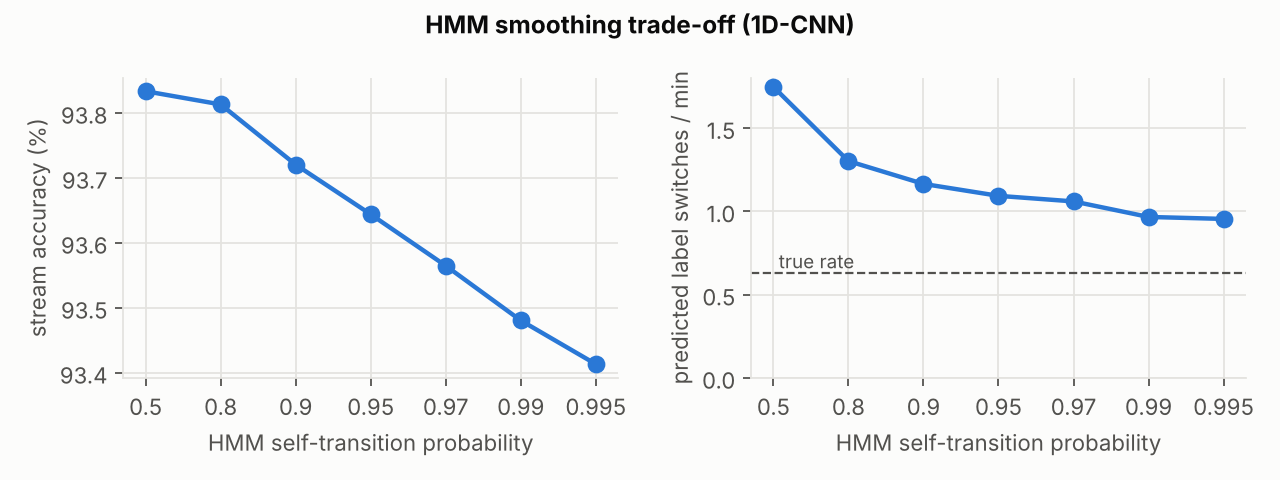 HMM smoothing trade-off (1D-CNN)
stream accuracy (%)
93.8
93.7
93.6
93.5
93.4
0.5 0.8 0.9 0.95 0.97 0.99 0.995
HMM self-transition probability
predicted label switches / min
1.5
1.0
0.5
0.0
true rate
0.5 0.8 0.9 0.95 0.97 0.99 0.995
HMM self-transition probability